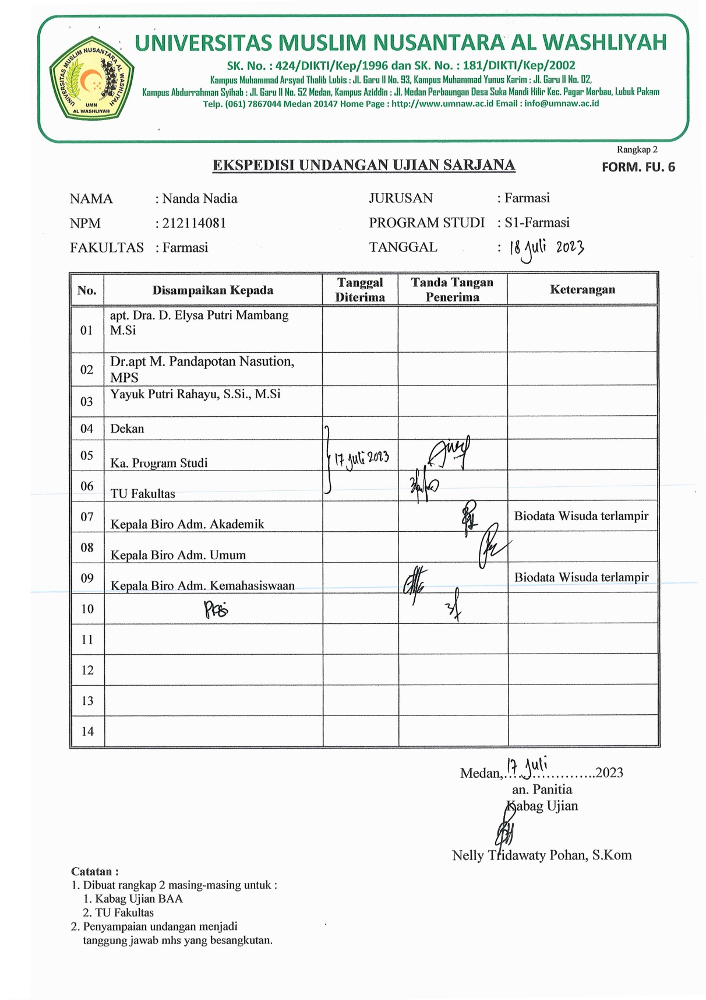 UNIVERSITAS MUSLIM NUSANTARA AL WASHLIYAH
UMN
AL WASHLIYAH
UNIVERSITAS MUSLIM NUSANTARA AL WASHLIYAH
SK. No. : 424/DIKTI/Kep/1996 dan SK. No. : 181/DIKTI/Kep/2002
Kampus Muhammad Arsyad Thalib Lubis : Jl. Garu II No. 93, Kampus Muhammad Yunus Karim : Jl. Garu II No. 02,
Kampus Abdurrahman Syihab : Jl. Garu II No. 52 Medan, Kampus Aziddin : Jl. Medan Perbaungan Desa Suka Mandi Hilir Kec. Pagar Merbau, Lubuk Pakam
Telp. (061) 7867044 Medan 20147 Home Page : http://www.umnaw.ac.id Email : info@umnaw.ac.id
Rangkap 2
EKSPEDISI UNDANGAN UJIAN SARJANA
FORM. FU. 6
NAMA : Nanda Nadia JURUSAN : Farmasi
NPM : 212114081 PROGRAM STUDI : S1-Farmasi
FAKULTAS : Farmasi TANGGAL : 18 Juli 2023
No. Disampaikan Kepada Tanggal Diterima Tanda Tangan Penerima Keterangan
01 apt. Dra. D. Elysa Putri Mambang
M.Si
02 Dr.apt M. Pandapotan Nasution,
MPS
03 Yayuk Putri Rahayu, S.Si., M.Si
04 Dekan
05 Ka. Program Studi 17 Juli 2023
06 TU Fakultas
07 Kepala Biro Adm. Akademik Biodata Wisuda terlampir
08 Kepala Biro Adm. Umum
09 Kepala Biro Adm. Kemahasiswaan Biodata Wisuda terlampir
10
11
12
13
14
Medan,.... 17 Juli ..............2023
an. Panitia
Kabag Ujian
Nelly Tridawaty Pohan, S.Kom
Catatan :
1. Dibuat rangkap 2 masing-masing untuk :
1. Kabag Ujian BAA
2. TU Fakultas
2. Penyampaian undangan menjadi
tanggung jawab mhs yang besangkutan.